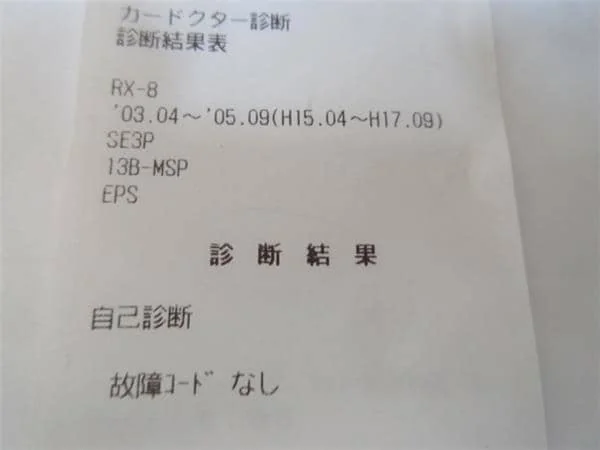 カードクター診断
診断結果表
RX-8
'03.04～'05.09(H15.04～H17.09)
SE3P
13B-MSP
EPS
診断結果
自己診断
故障ｺｰﾄﾞ なし